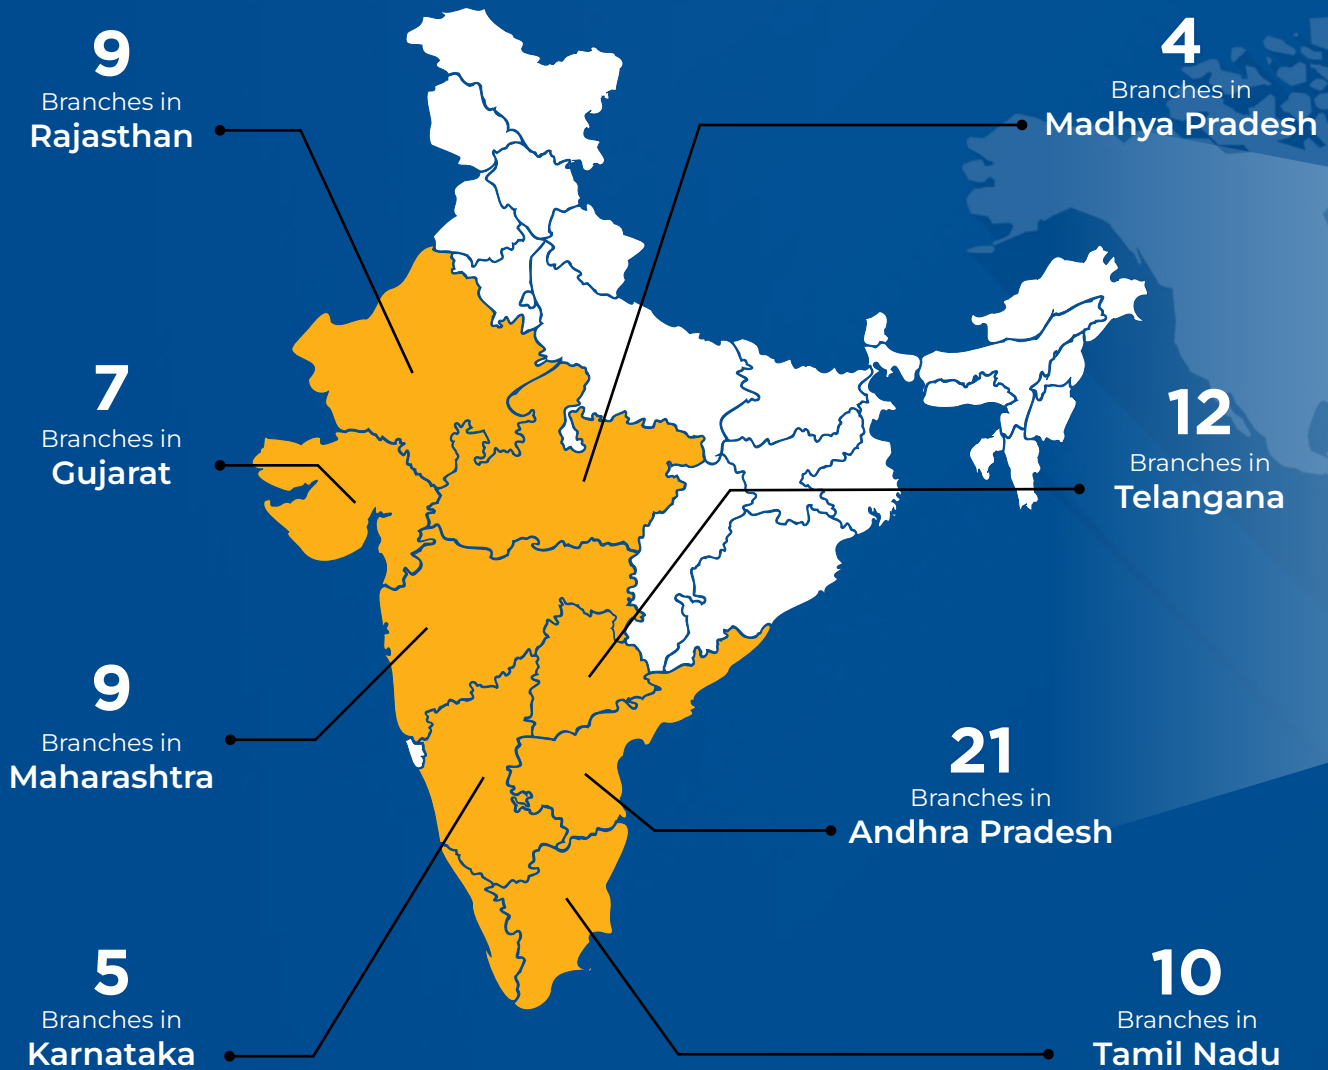 9
Branches in
Rajasthan
4
Branches in
Madhya Pradesh
7
Branches in
Gujarat
12
Branches in
Telangana
9
Branches in
Maharashtra
21
Branches in
Andhra Pradesh
5
Branches in
Karnataka
10
Branches in
Tamil Nadu